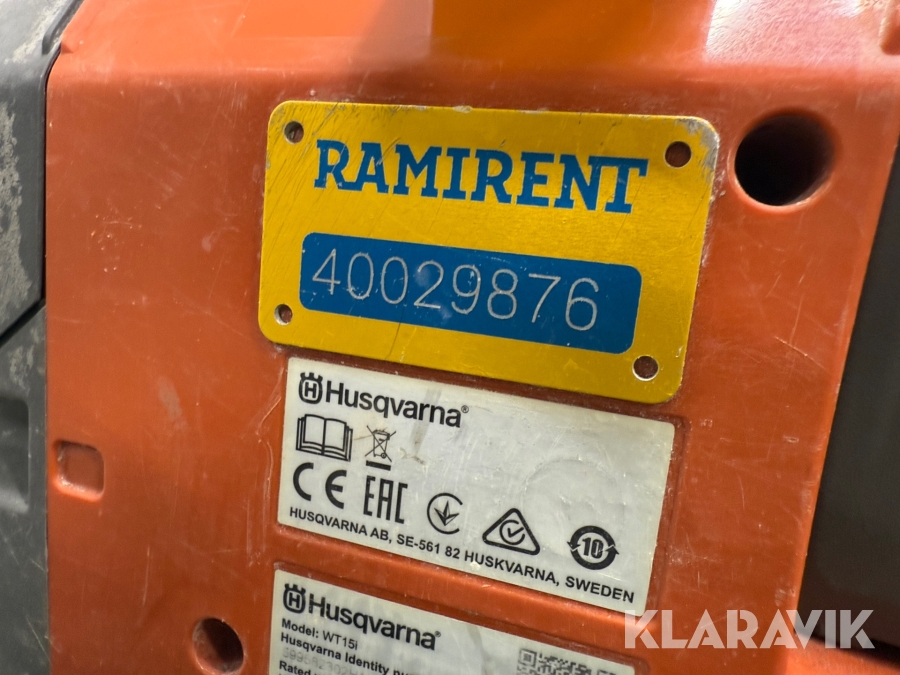 RAMIRENT
40029876
Husqvarna®
CE EAC
10
HUSQVARNA AB, SE-561 82 HUSKVARNA, SWEDEN
Husqvarna®
Model: WT15i
Husqvarna Identity
Rated
KLARAVIK